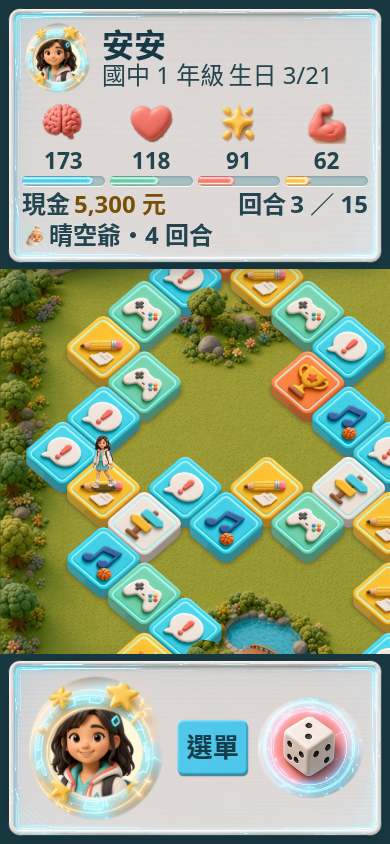 安安
國中 1 年級 生日 3/21
173 118 91 62
現金 5,300 元 回合 3 ／ 15
晴空爺・4 回合
選單